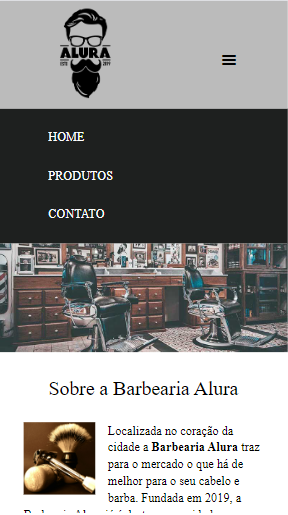 ALURA
ESTD 2019
HOME
PRODUTOS
CONTATO
Sobre a Barbearia Alura
Localizada no coração da
cidade a Barbearia Alura traz
para o mercado o que há de
melhor para o seu cabelo e
barba. Fundada em 2019, a